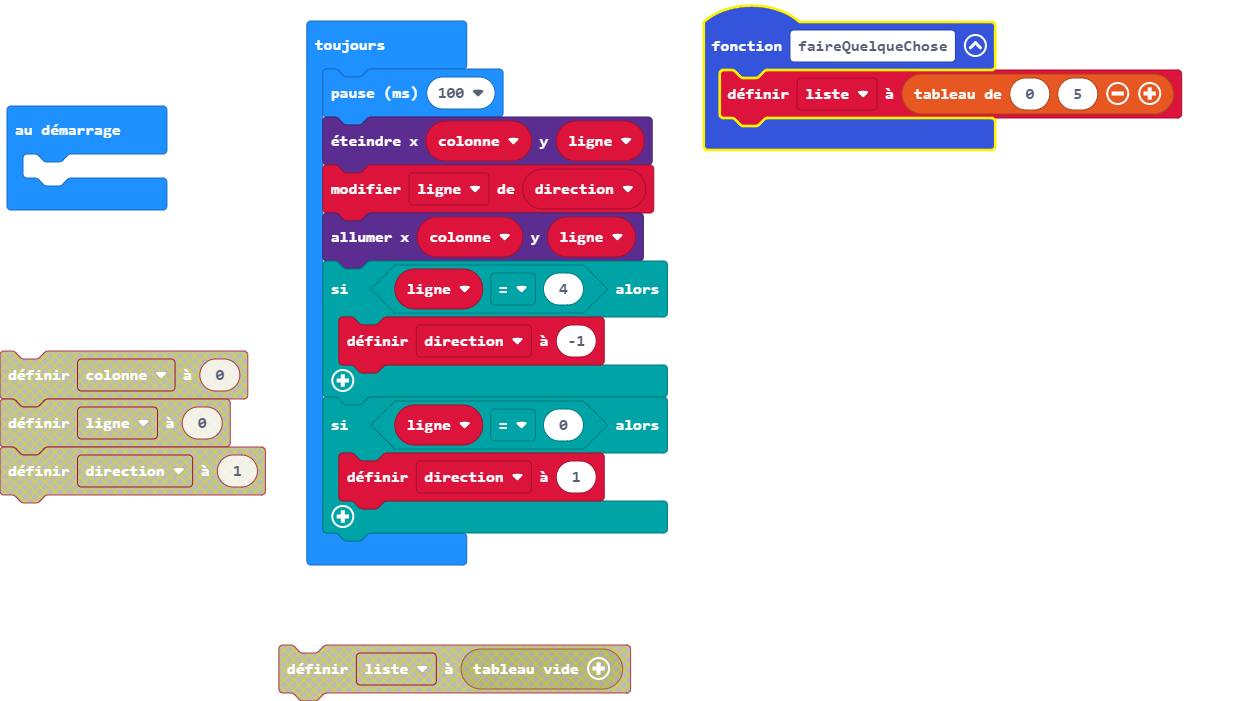 au démarrage
définir colonne à 0
définir ligne à 0
définir direction à 1
toujours
pause (ms) 100
éteindre x colonne y ligne
modifier ligne de direction
allumer x colonne y ligne
si ligne = 4 alors
définir direction à -1
si ligne = 0 alors
définir direction à 1
définir liste à tableau vide
fonction faireQuelqueChose
définir liste à tableau de 0 5